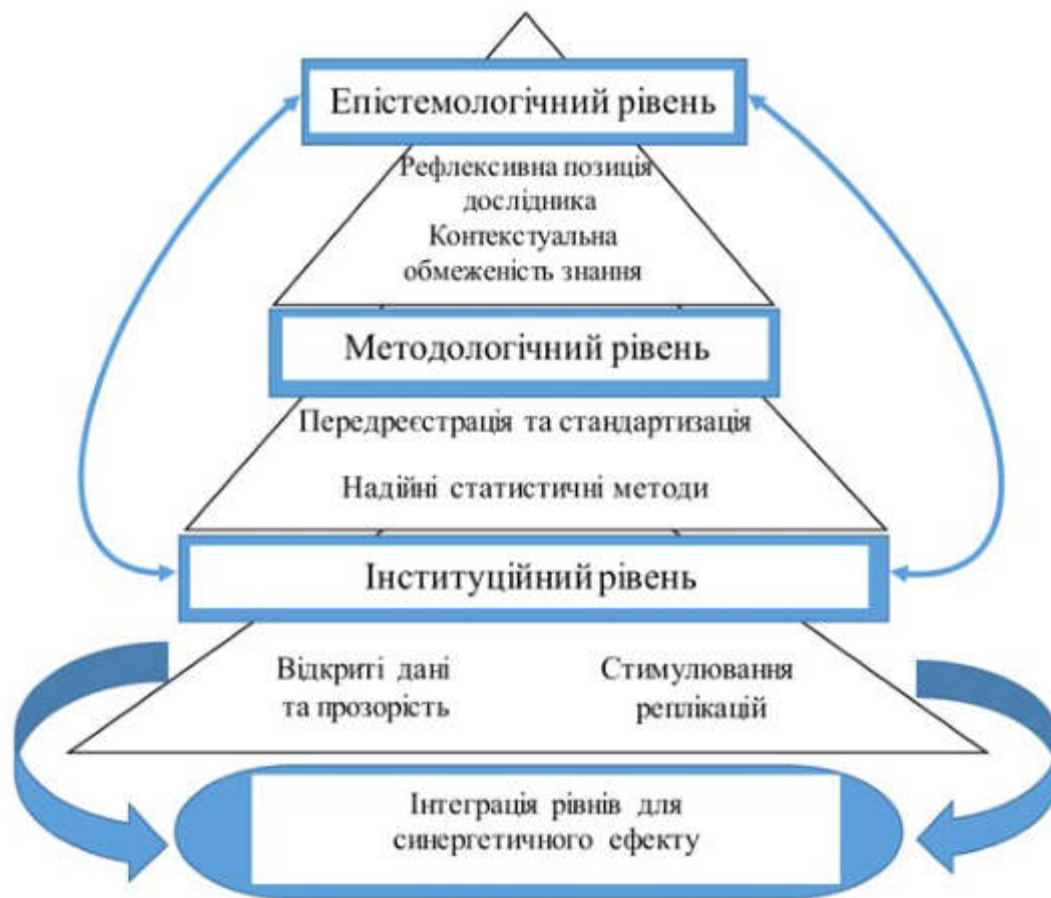 Епістемологічний рівень
Рефлексивна позиція
дослідника
Контекстуальна
обмеженість знання
Методологічний рівень
Передреєстрація та стандартизація
Надійні статистичні методи
Інституційний рівень
Відкриті дані
та прозорість
Стимулювання
реплікацій
Інтеграція рівнів для
синергетичного ефекту